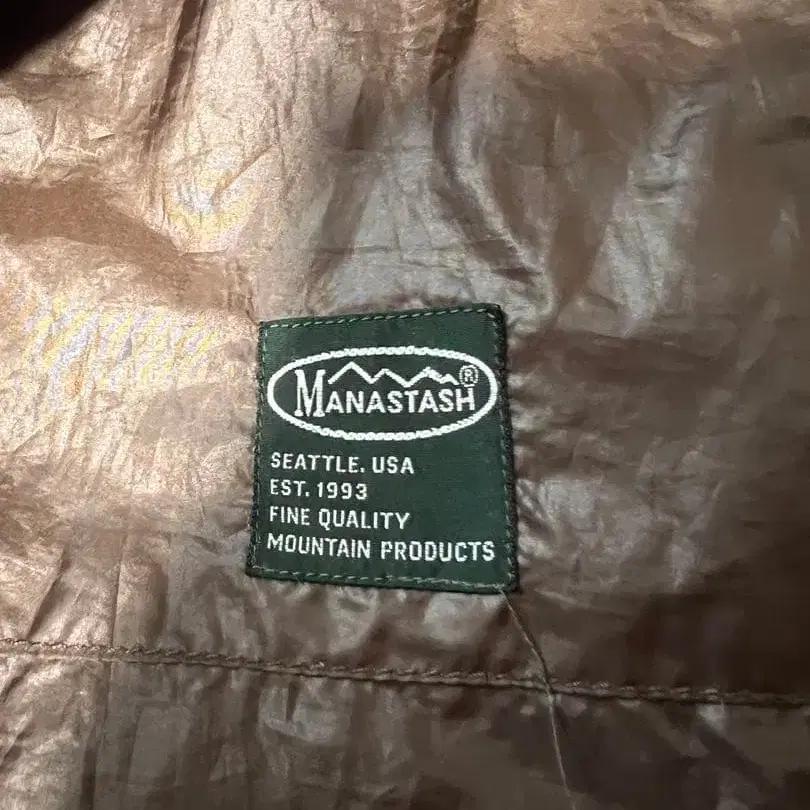 MANASTASH®
SEATTLE. USA
EST. 1993
FINE QUALITY
MOUNTAIN PRODUCTS